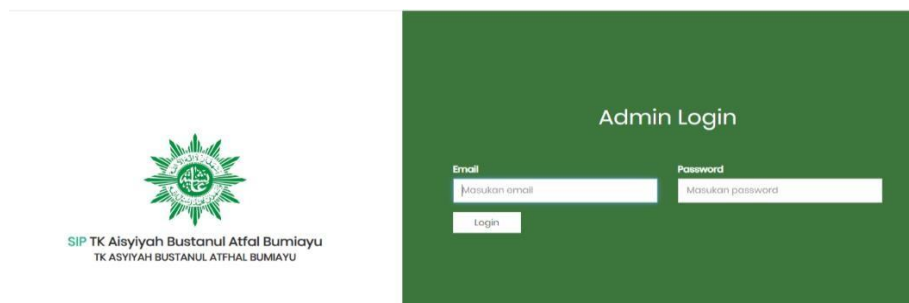 SIP TK Aisyiyah Bustanul Atfal Bumiayu
TK ASYIYAH BUSTANUL ATFHAL BUMIAYU
Admin Login
Email
Password
Masukan email
Masukan password
Login